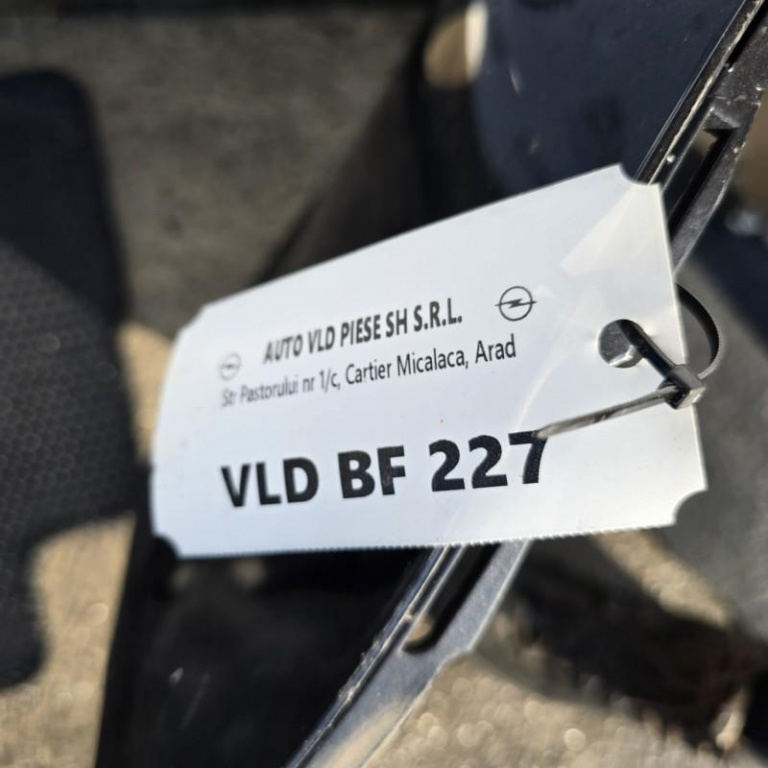 AUTO VLD PIESE SH S.R.L.
Str Pastorului nr 1/c, Cartier Micalaca, Arad
VLD BF 227